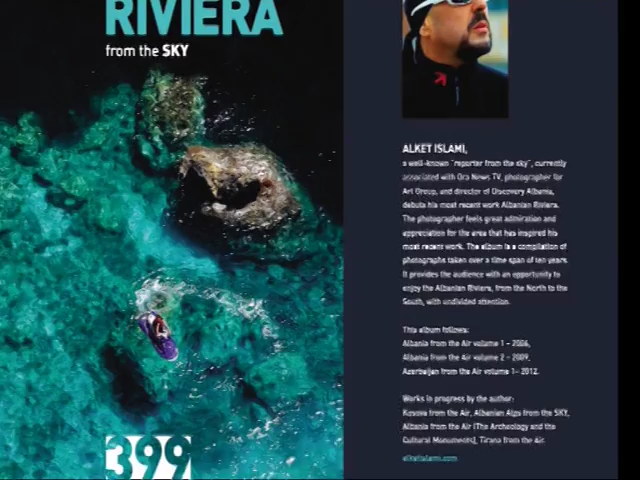 RIVIERA
from the SKY
399
ALKET ISLAMI,
a well-known "reporter from the sky", currently
associated with Ora News TV, photographer for
Art Group, and director of Discovery Albania,
debuts his most recent work Albanian Riviera.
The photographer feels great admiration and
appreciation for the area that has inspired his
most recent work. The album is a compilation of
photographs taken over a time span of ten years.
It provides the audience with an opportunity to
enjoy the Albanian Riviera, from the North to the
South, with undivided attention.
This album follows:
Albania from the Air volume 1 - 2006,
Albania from the Air volume 2 - 2009,
Azerbaijan from the Air volume 1- 2012.
Works in progress by the author:
Kosova from the Air, Albanian Alps from the SKY,
Albania from the Air (The Archeology and the
Cultural Monuments), Tirana from the Air.
alketislami.com